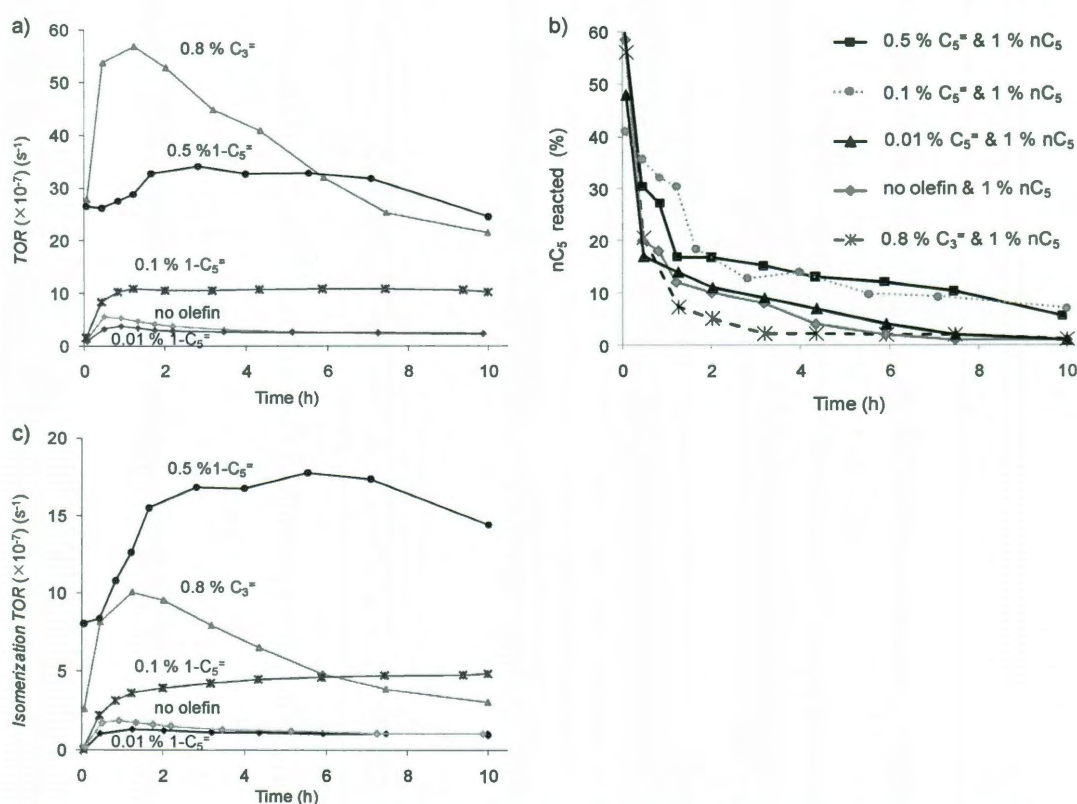 a)
60
50
40
30
20
10
0
TOR (×10⁻⁷) (s⁻¹)
0.8 % C₃⁼
0.5 %1-C₅⁼
0.1 % 1-C₅⁼
no olefin
0.01 % 1-C₅⁼
0 2 4 6 8 10
Time (h)
b)
60
50
40
30
20
10
0
nC₅ reacted (%)
0.5 % C₅⁼ & 1 % nC₅
0.1 % C₅⁼ & 1 % nC₅
0.01 % C₅⁼ & 1 % nC₅
no olefin & 1 % nC₅
0.8 % C₃⁼ & 1 % nC₅
0 2 4 6 8 10
Time (h)
c)
20
15
10
5
0
Isomerization TOR (×10⁻⁷) (s⁻¹)
0.5 %1-C₅⁼
0.8 % C₃⁼
0.1 % 1-C₅⁼
no olefin
0.01 % 1-C₅⁼
0 2 4 6 8 10
Time (h)